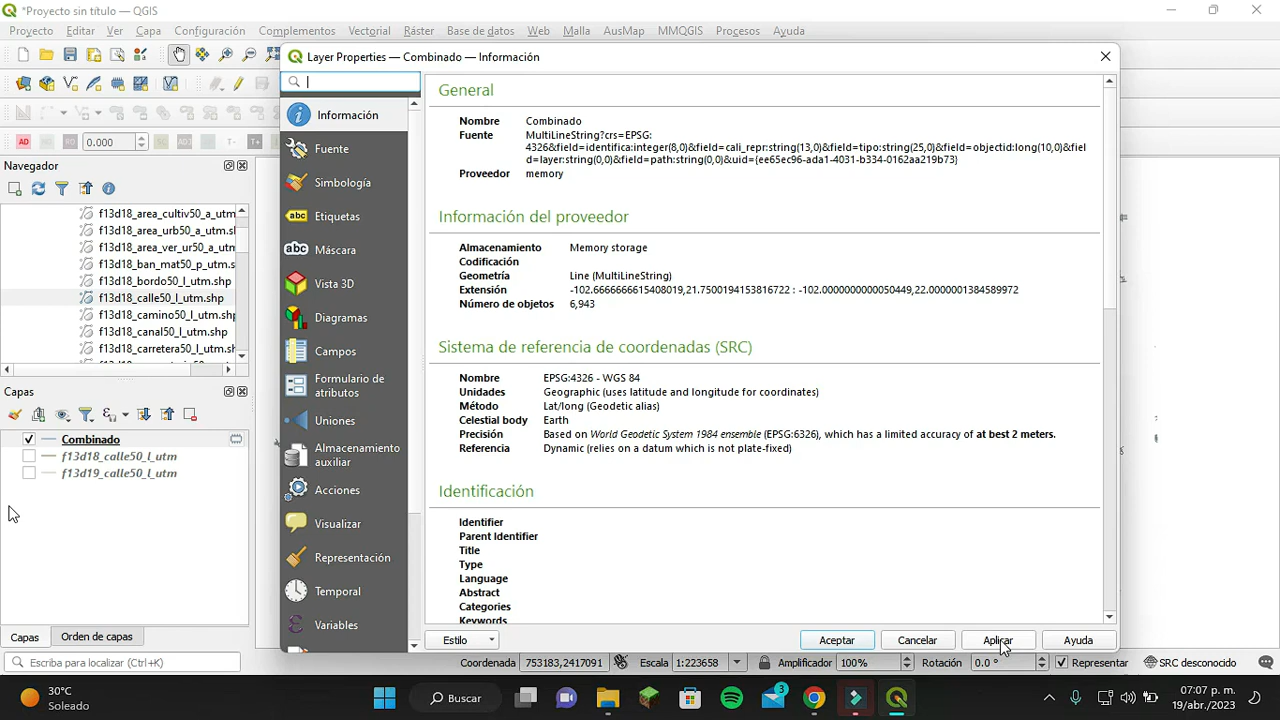 *Proyecto sin título — QGIS
Proyecto Editar Ver Capa Configuración Complementos Vectorial Ráster Base de datos Web Malla AusMap MMQGIS Procesos Ayuda
0.000
Navegador
f13d18_area_cultiv50_a_utm
f13d18_area_urb50_a_utm.sl
f13d18_area_ver_ur50_a_utn
f13d18_ban_mat50_p_utm.s
f13d18_bordo50_l_utm.shp
f13d18_calle50_l_utm.shp
f13d18_camino50_l_utm.shp
f13d18_canal50_l_utm.shp
f13d18_carretera50_l_utm.sh
Capas
Combinado
f13d18_calle50_l_utm
f13d19_calle50_l_utm
Capas Orden de capas
Escribe para localizar (Ctrl+K)
Layer Properties — Combinado — Información
Información
Fuente
Simbología
Etiquetas
Máscara
Vista 3D
Diagramas
Campos
Formulario de
atributos
Uniones
Almacenamiento
auxiliar
Acciones
Visualizar
Representación
Temporal
Variables
General
Nombre Combinado
Fuente MultiLineString?crs=EPSG:
4326&field=identifica:integer(8,0)&field=cali_repr:string(13,0)&field=tipo:string(25,0)&field=objectid:long(10,0)&fiel
d=layer:string(0,0)&field=path:string(0,0)&uid={ee65ec96-ada1-4031-b334-0162aa219b73}
Proveedor memory
Información del proveedor
Almacenamiento Memory storage
Codificación
Geometría Line (MultiLineString)
Extensión -102.6666666615408019,21.7500194153816722 : -102.0000000000050449,22.0000001384589972
Número de objetos 6,943
Sistema de referencia de coordenadas (SRC)
Nombre EPSG:4326 - WGS 84
Unidades Geographic (uses latitude and longitude for coordinates)
Método Lat/long (Geodetic alias)
Celestial body Earth
Precisión Based on World Geodetic System 1984 ensemble (EPSG:6326), which has a limited accuracy of at best 2 meters.
Referencia Dynamic (relies on a datum which is not plate-fixed)
Identificación
Identifier
Parent Identifier
Title
Type
Language
Abstract
Categories
Keywords
Estilo Aceptar Cancelar Aplicar Ayuda
Coordenada 753183,2417091 Escala 1:223658 Amplificador 100% Rotación 0.0 ° Representar SRC desconocido
30°C
Soleado
Buscar
3
07:07 p. m.
19/abr./2023